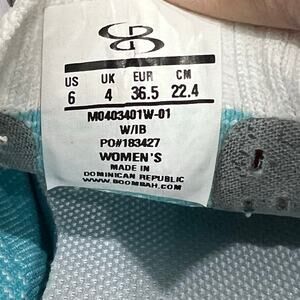 US UK EUR CM
6 4 36.5 22.4
M0403401W-01
W/IB
PO#183427
WOMEN'S
MADE IN
DOMINICAN REPUBLIC
WWW.BOOMBAH.COM